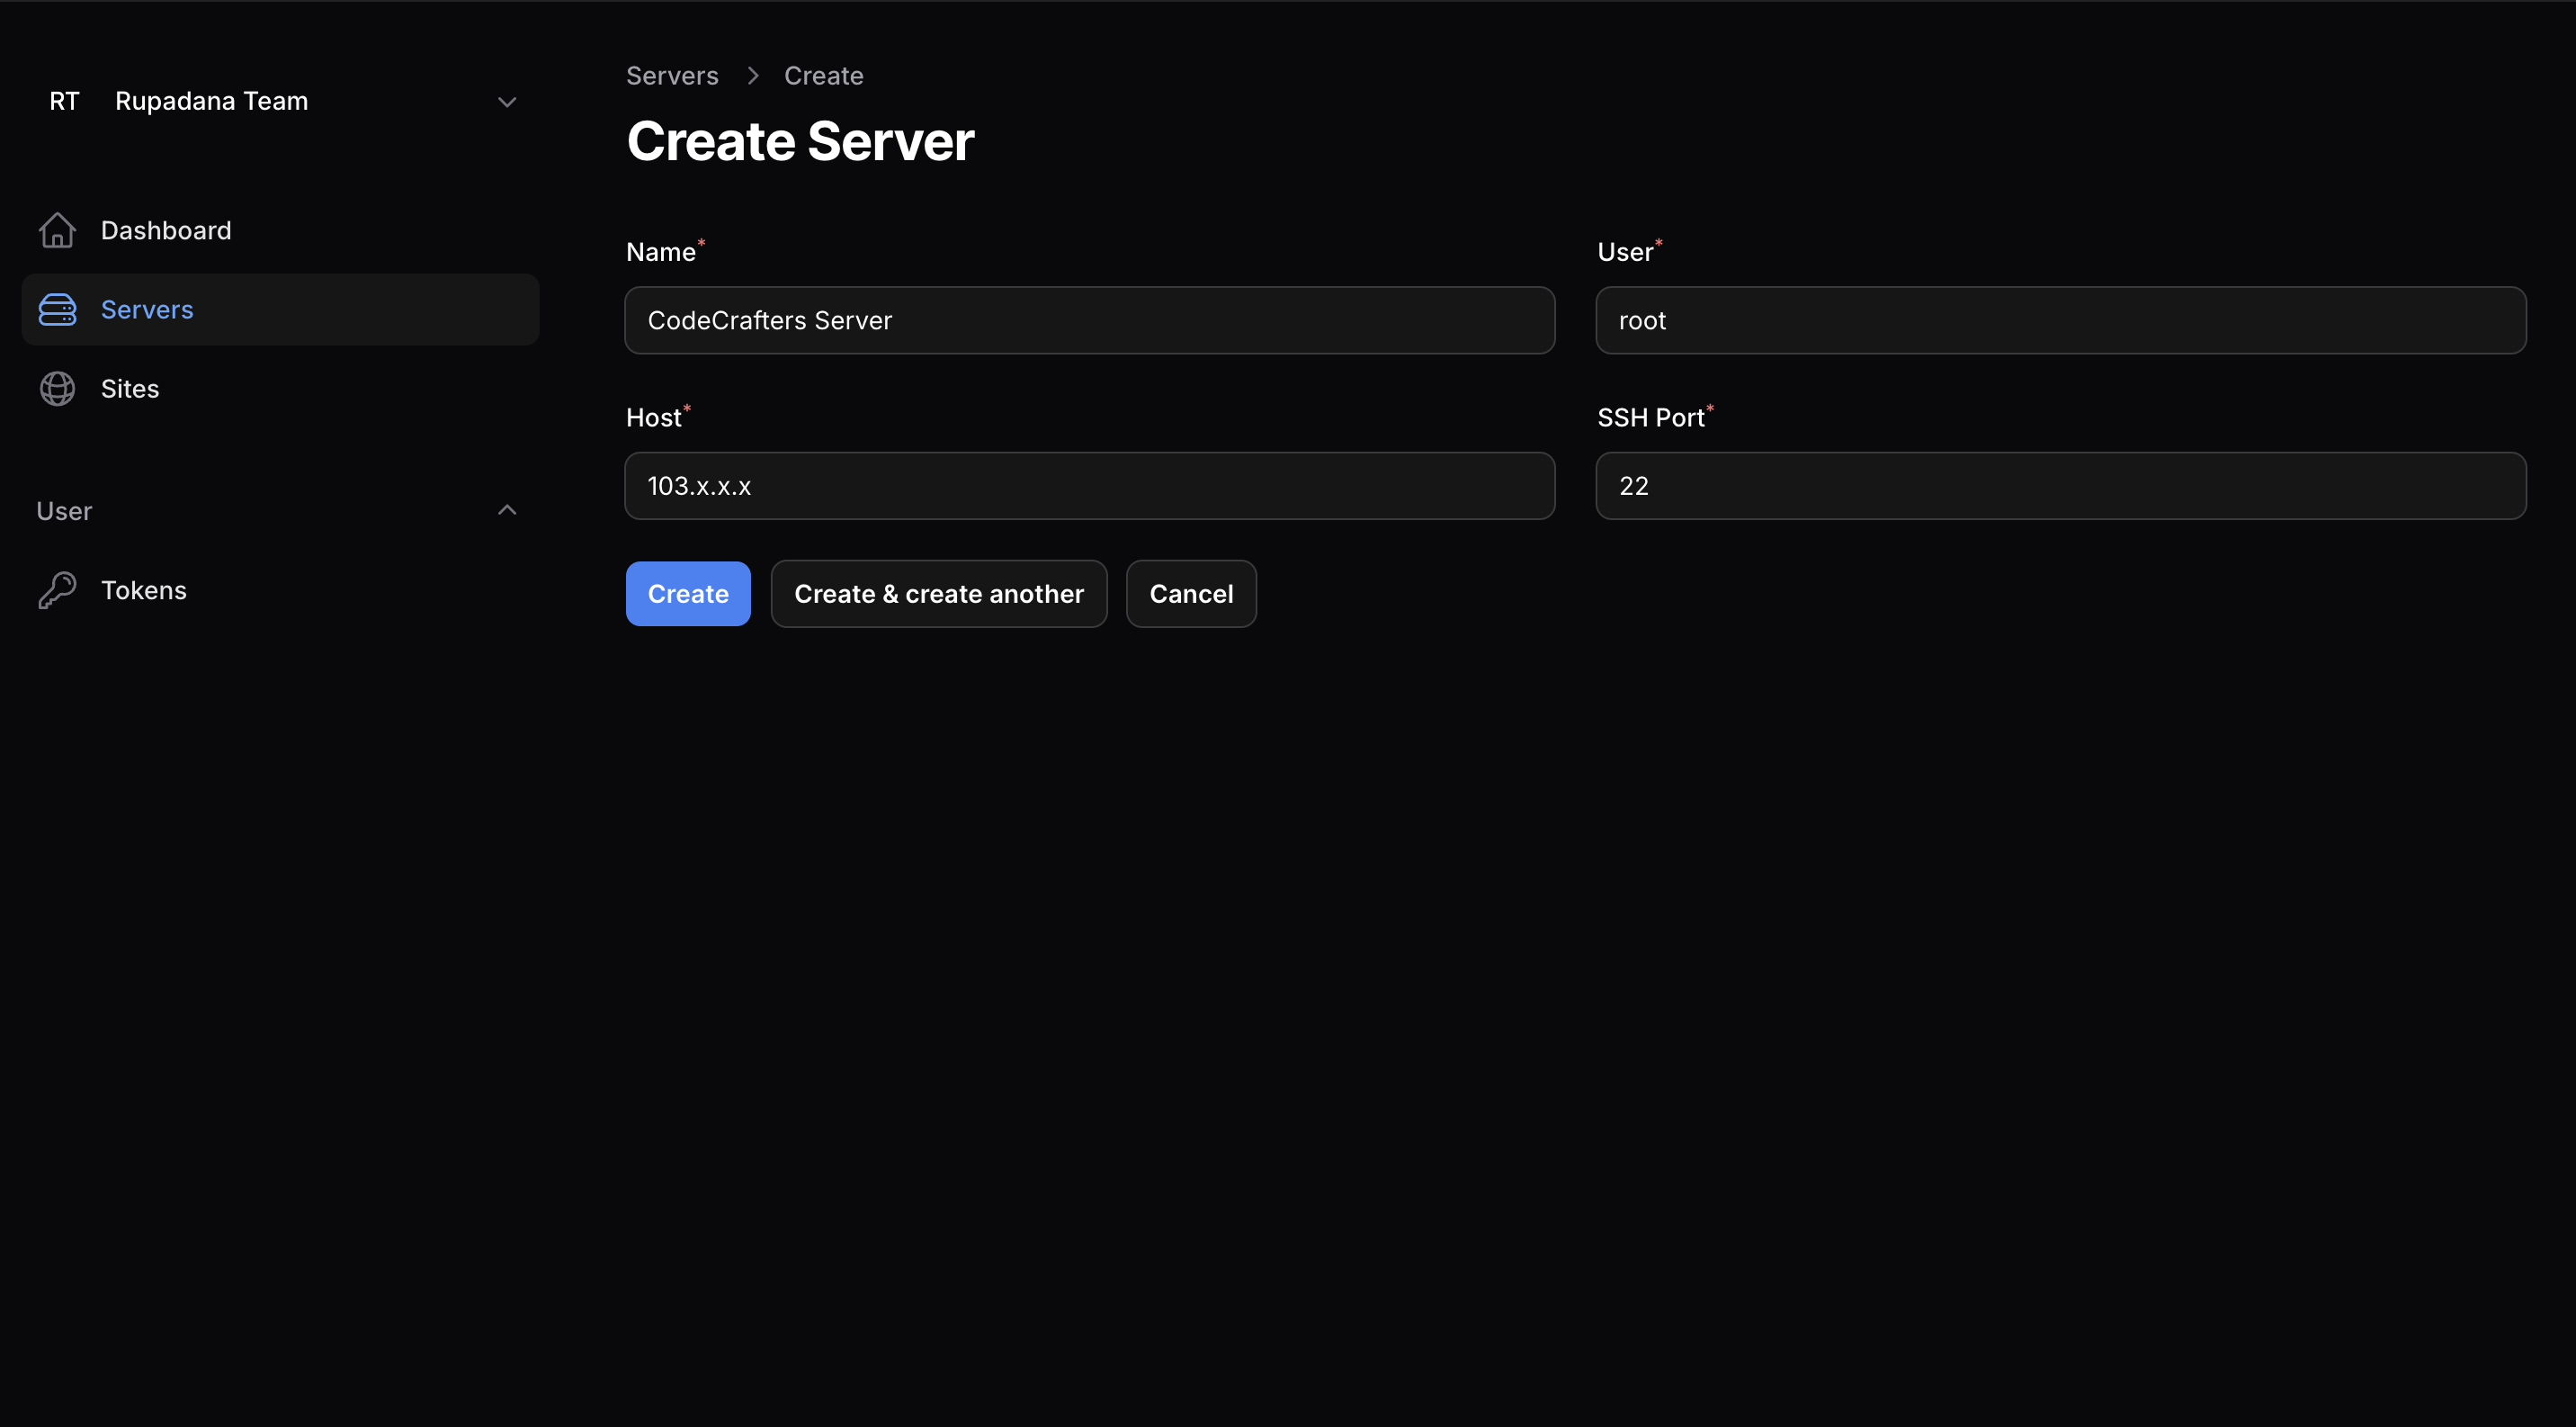 RT Rupadana Team
Dashboard
Servers
Sites
User
Tokens
Servers > Create
Create Server
Name*
CodeCrafters Server
User*
root
Host*
103.x.x.x
SSH Port*
22
Create
Create & create another
Cancel